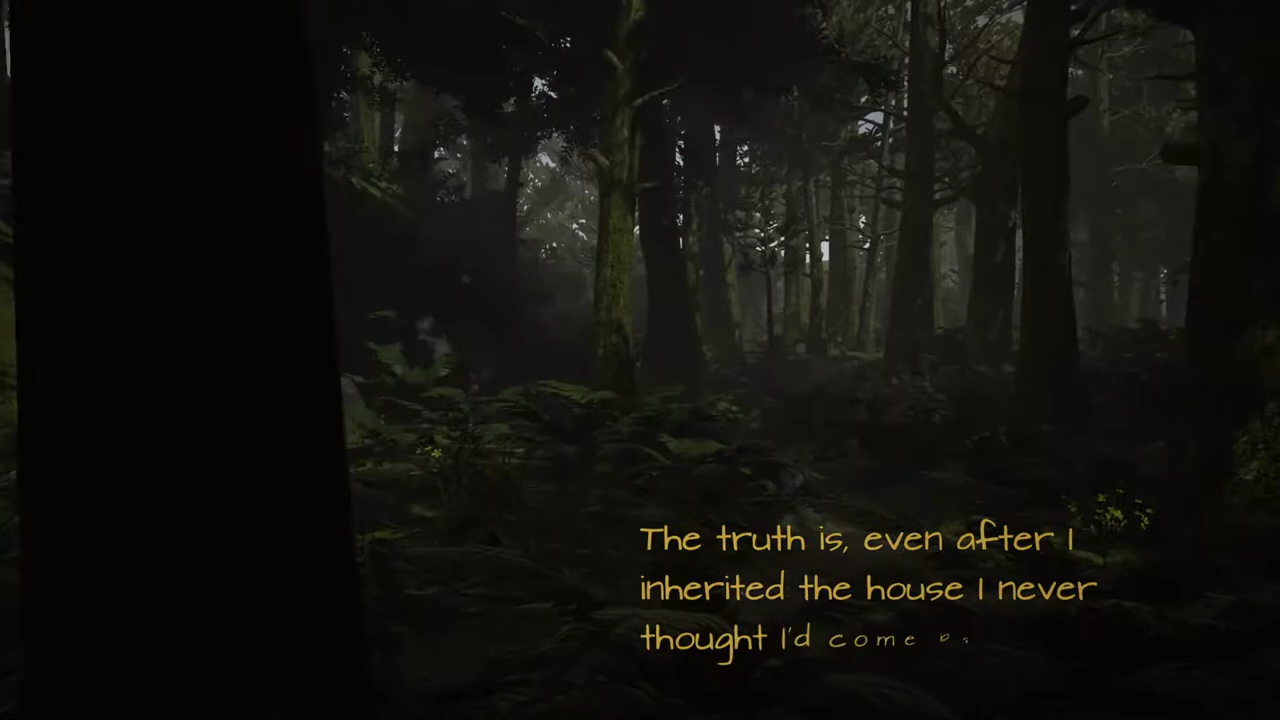 The truth is, even after I
inherited the house I never
thought I'd come